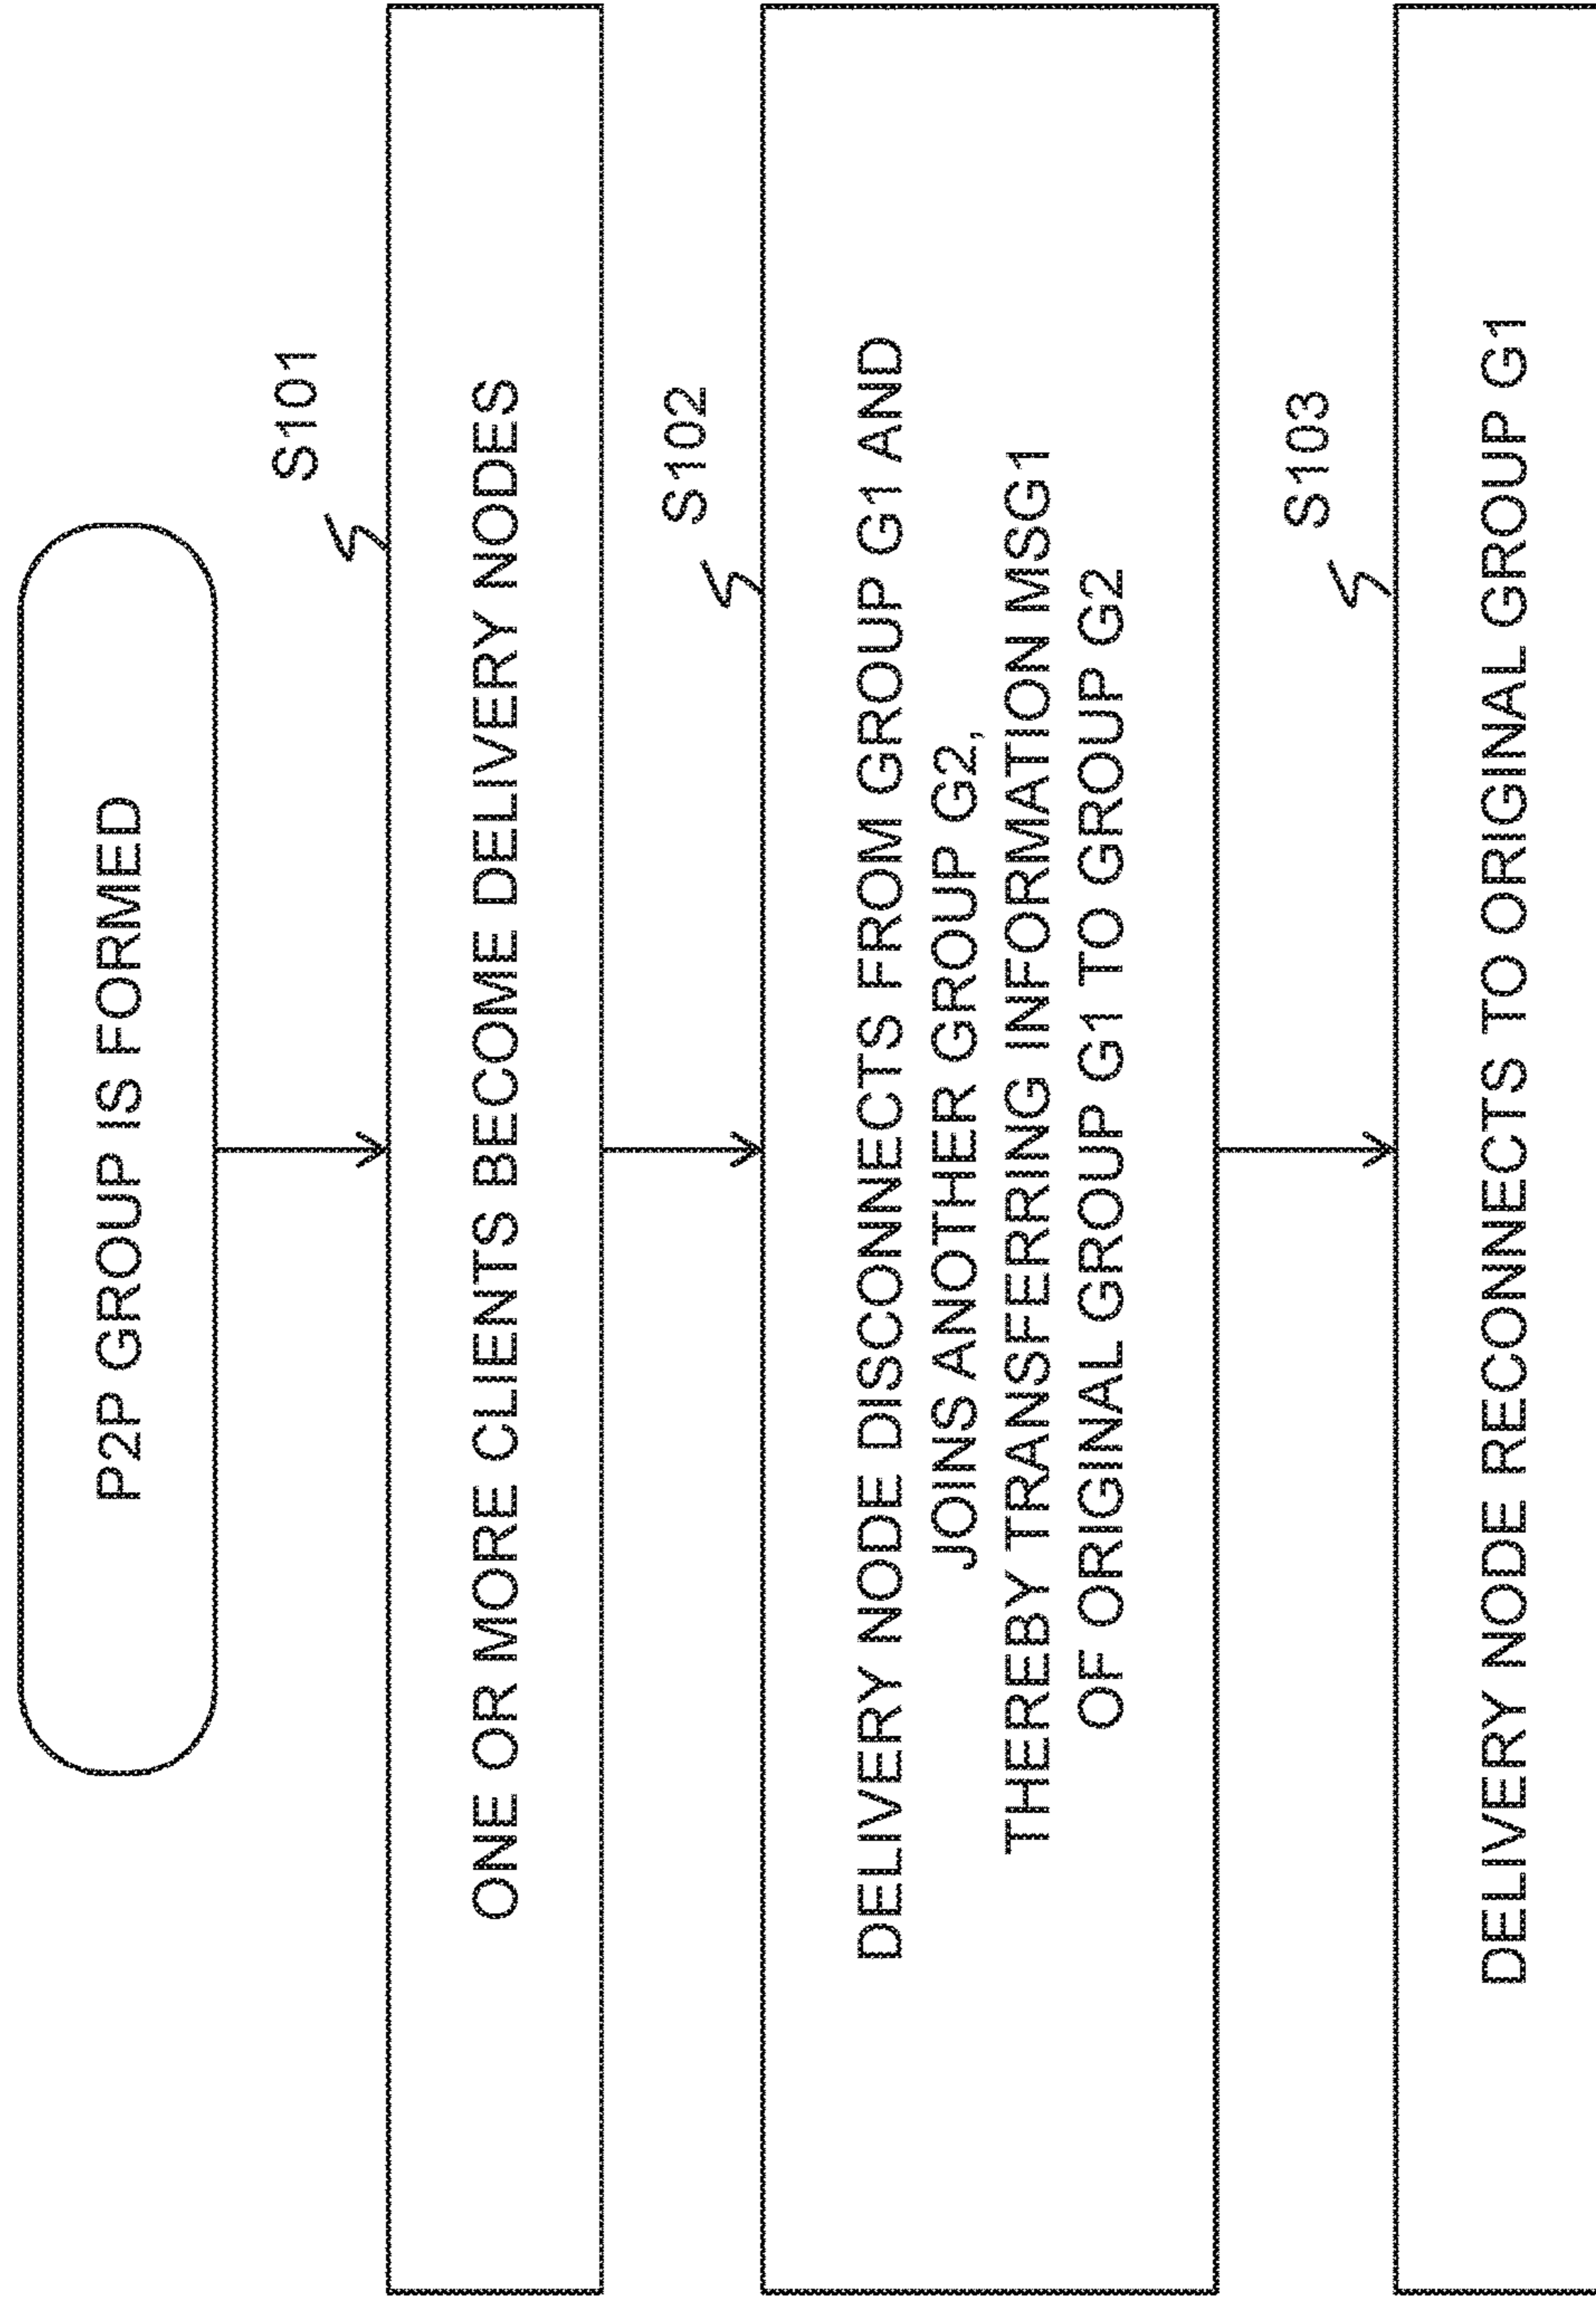 P2P GROUP IS FORMED
S101
ONE OR MORE CLIENTS BECOME DELIVERY NODES
S102
DELIVERY NODE DISCONNECTS FROM GROUP G1 AND
JOINS ANOTHER GROUP G2,
THEREBY TRANSFERRING INFORMATION MSG1
OF ORIGINAL GROUP G1 TO GROUP G2
S103
DELIVERY NODE RECONNECTS TO ORIGINAL GROUP G1